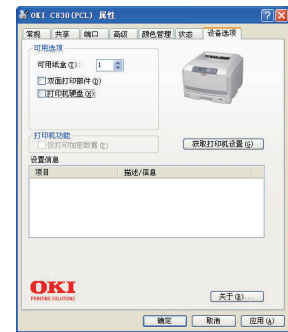 OKI C830(PCL) 属性
常规 共享 端口 高级 颜色管理 状态 设备选项
可用选项
可用纸盒(T): 1
双面打印部件(D)
打印机硬盘(H)
打印机功能
仅打印加密数据(P)
获取打印机设置(G)
设置信息
项目 描述/信息
OKI
PRINTING SOLUTIONS
关于(B)...
确定 取消 应用(A)